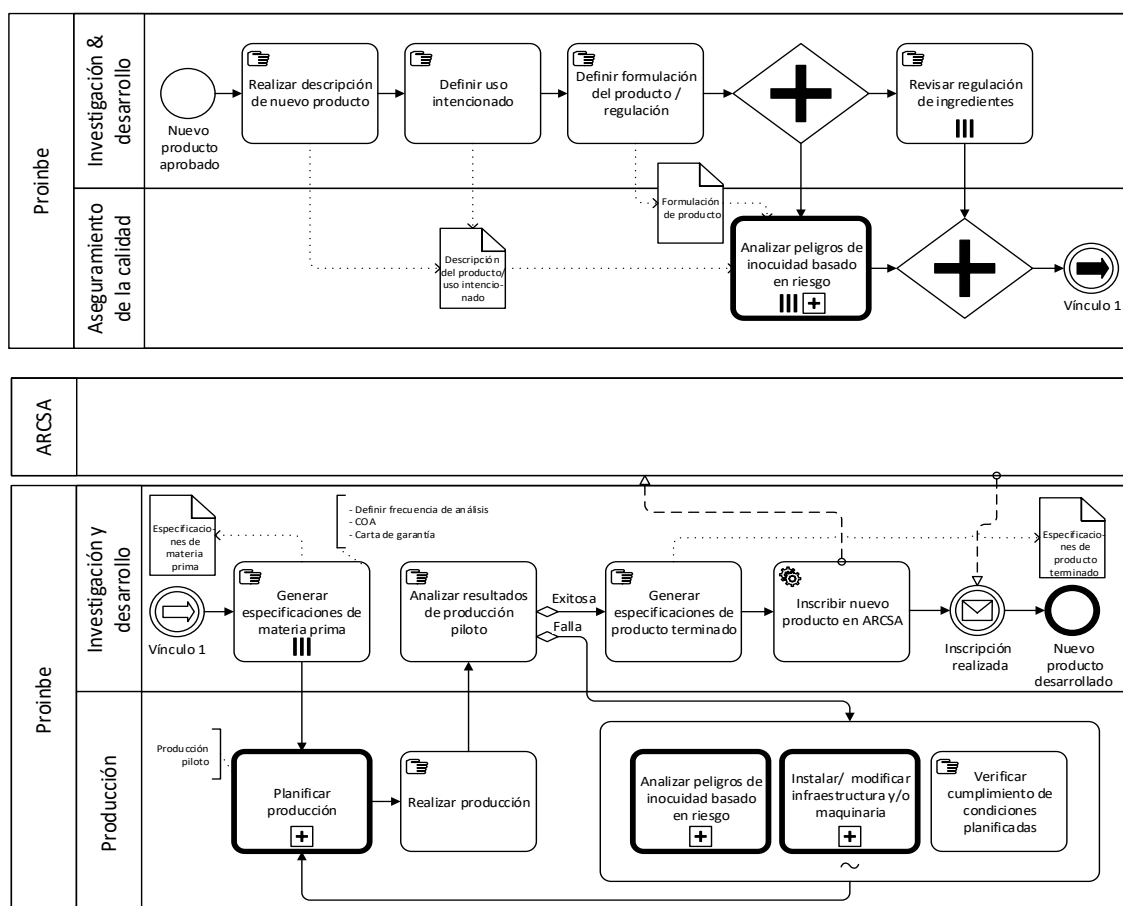 Proinbe
Investigación &
desarrollo
Nuevo
producto
aprobado
Realizar descripción
de nuevo producto
Definir uso
intencionado
Definir formulación
del producto /
regulación
Revisar regulación
de ingredientes
Aseguramiento
de la calidad
Descripción
del producto/
uso intencio-
nado
Formulación
de producto
Analizar peligros de
inocuidad basado
en riesgo
Vínculo 1
ARCSA
Proinbe
Investigación y
desarrollo
Especificacio-
nes de
materia
prima
- Definir frecuencia de análisis
- COA
- Carta de garantía
Vínculo 1
Generar
especificaciones de
materia prima
Analizar resultados
de producción
piloto
Exitosa
Falla
Generar
especificaciones de
producto terminado
Inscribir nuevo
producto en ARCSA
Especificacio-
nes de
producto
terminado
Inscripción
realizada
Nuevo
producto
desarrollado
Producción
Producción
piloto
Planificar
producción
Realizar producción
Analizar peligros de
inocuidad basado
en riesgo
Instalar/ modificar
infraestructura y/o
maquinaria
Verificar
cumplimiento de
condiciones
planificadas